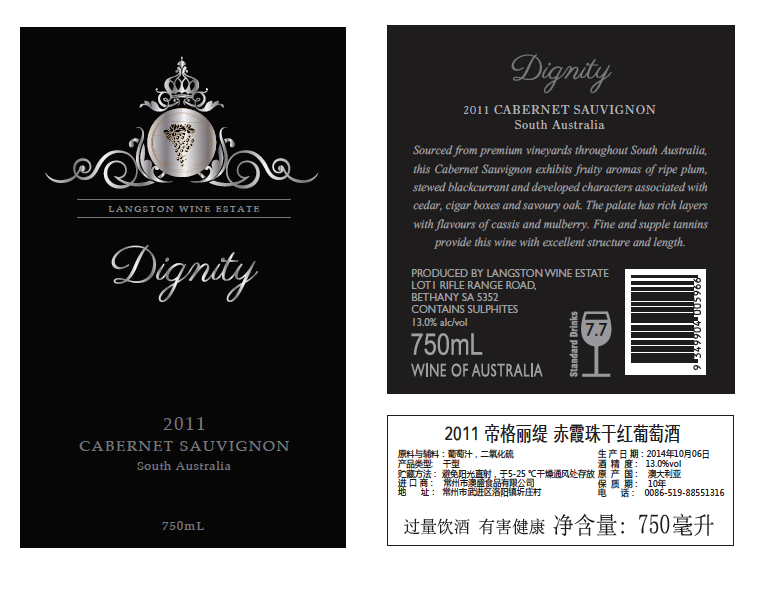 LANGSTON WINE ESTATE
Dignity
2011
CABERNET SAUVIGNON
South Australia
750mL
Dignity
2011 CABERNET SAUVIGNON
South Australia
Sourced from premium vineyards throughout South Australia,
this Cabernet Sauvignon exhibits fruity aromas of ripe plum,
stewed blackcurrant and developed characters associated with
cedar, cigar boxes and savoury oak. The palate has rich layers
with flavours of cassis and mulberry. Fine and supple tannins
provide this wine with excellent structure and length.
PRODUCED BY LANGSTON WINE ESTATE
LOT1 RIFLE RANGE ROAD,
BETHANY SA 5352
CONTAINS SULPHITES
13.0% alc/vol
750mL
WINE OF AUSTRALIA
Standard Drinks
7.7
9 349904 005966
2011 帝格丽缇 赤霞珠干红葡萄酒
原料与辅料：葡萄汁，二氧化硫 生产日期：2014年10月06日
产品类型: 干型 酒精度: 13.0%vol
贮藏方法：避免阳光直射，于5-25℃干燥通风处存放 原产国: 澳大利亚
进口商： 常州市澳盛食品有限公司 保质期: 10年
地址： 常州市武进区洛阳镇圻庄村 电话: 0086-519-88551316
过量饮酒 有害健康 净含量: 750毫升